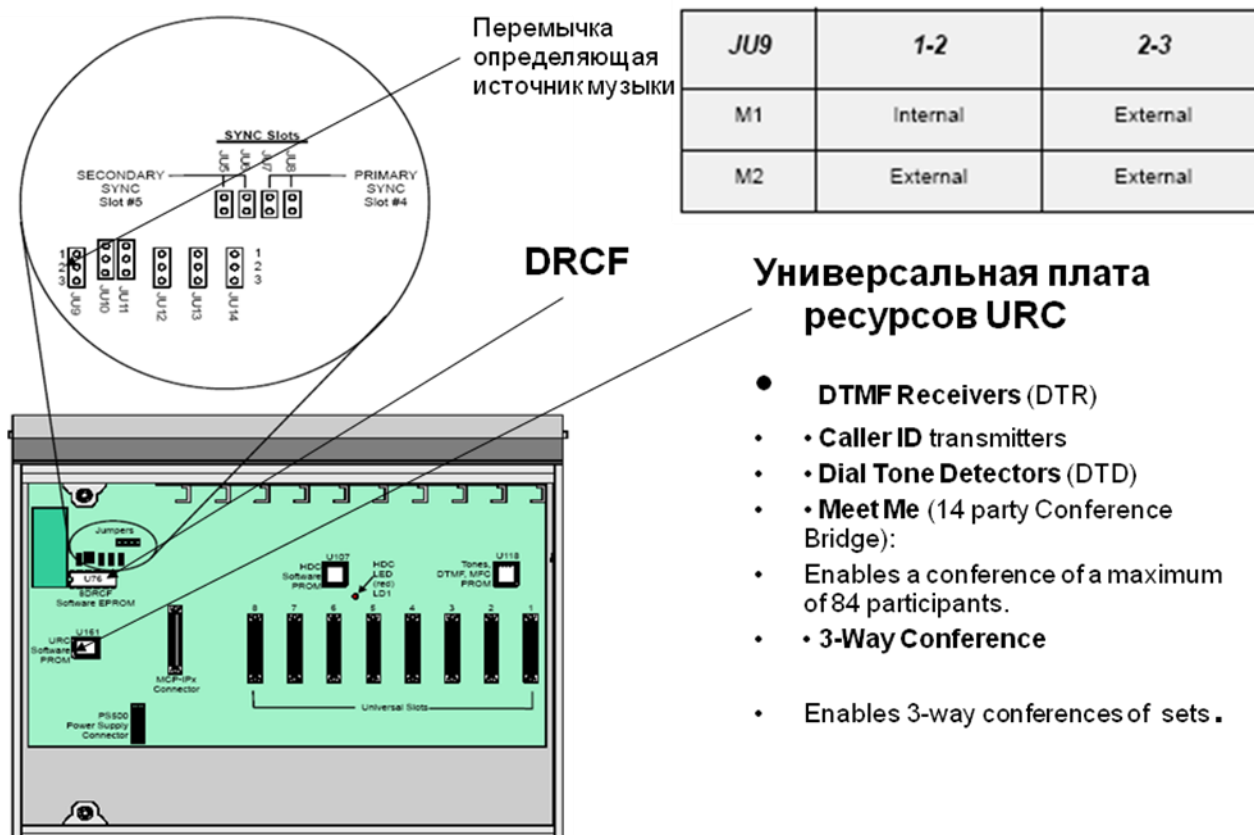 Перемычка
определяющая
источник музыки
JU9 1-2 2-3
M1 Internal External
M2 External External
SYNC Slots
JU5 JU6 JU7 JU8
SECONDARY
SYNC
Slot #5
PRIMARY
SYNC
Slot #4
1
2
3
1
2
3
JU9 JU10 JU11 JU12 JU13 JU14
DRCF
Универсальная плата
ресурсов URC
• DTMF Receivers (DTR)
• • Caller ID transmitters
• • Dial Tone Detectors (DTD)
• • Meet Me (14 party Conference
Bridge):
• Enables a conference of a maximum
of 84 participants.
• • 3-Way Conference
• Enables 3-way conferences of sets.
Jumpers
U76
8DRCF
Software EPROM
U107
HDC
Software
PROM
HDC
LED
(red)
LD1
U118
Tones,
DTMF, MFC
PROM
U161
URC
Software
PROM
MCP-IPx
Connector
8 7 6 5 4 3 2 1
Universal Slots
PS500
Power Supply
Connector